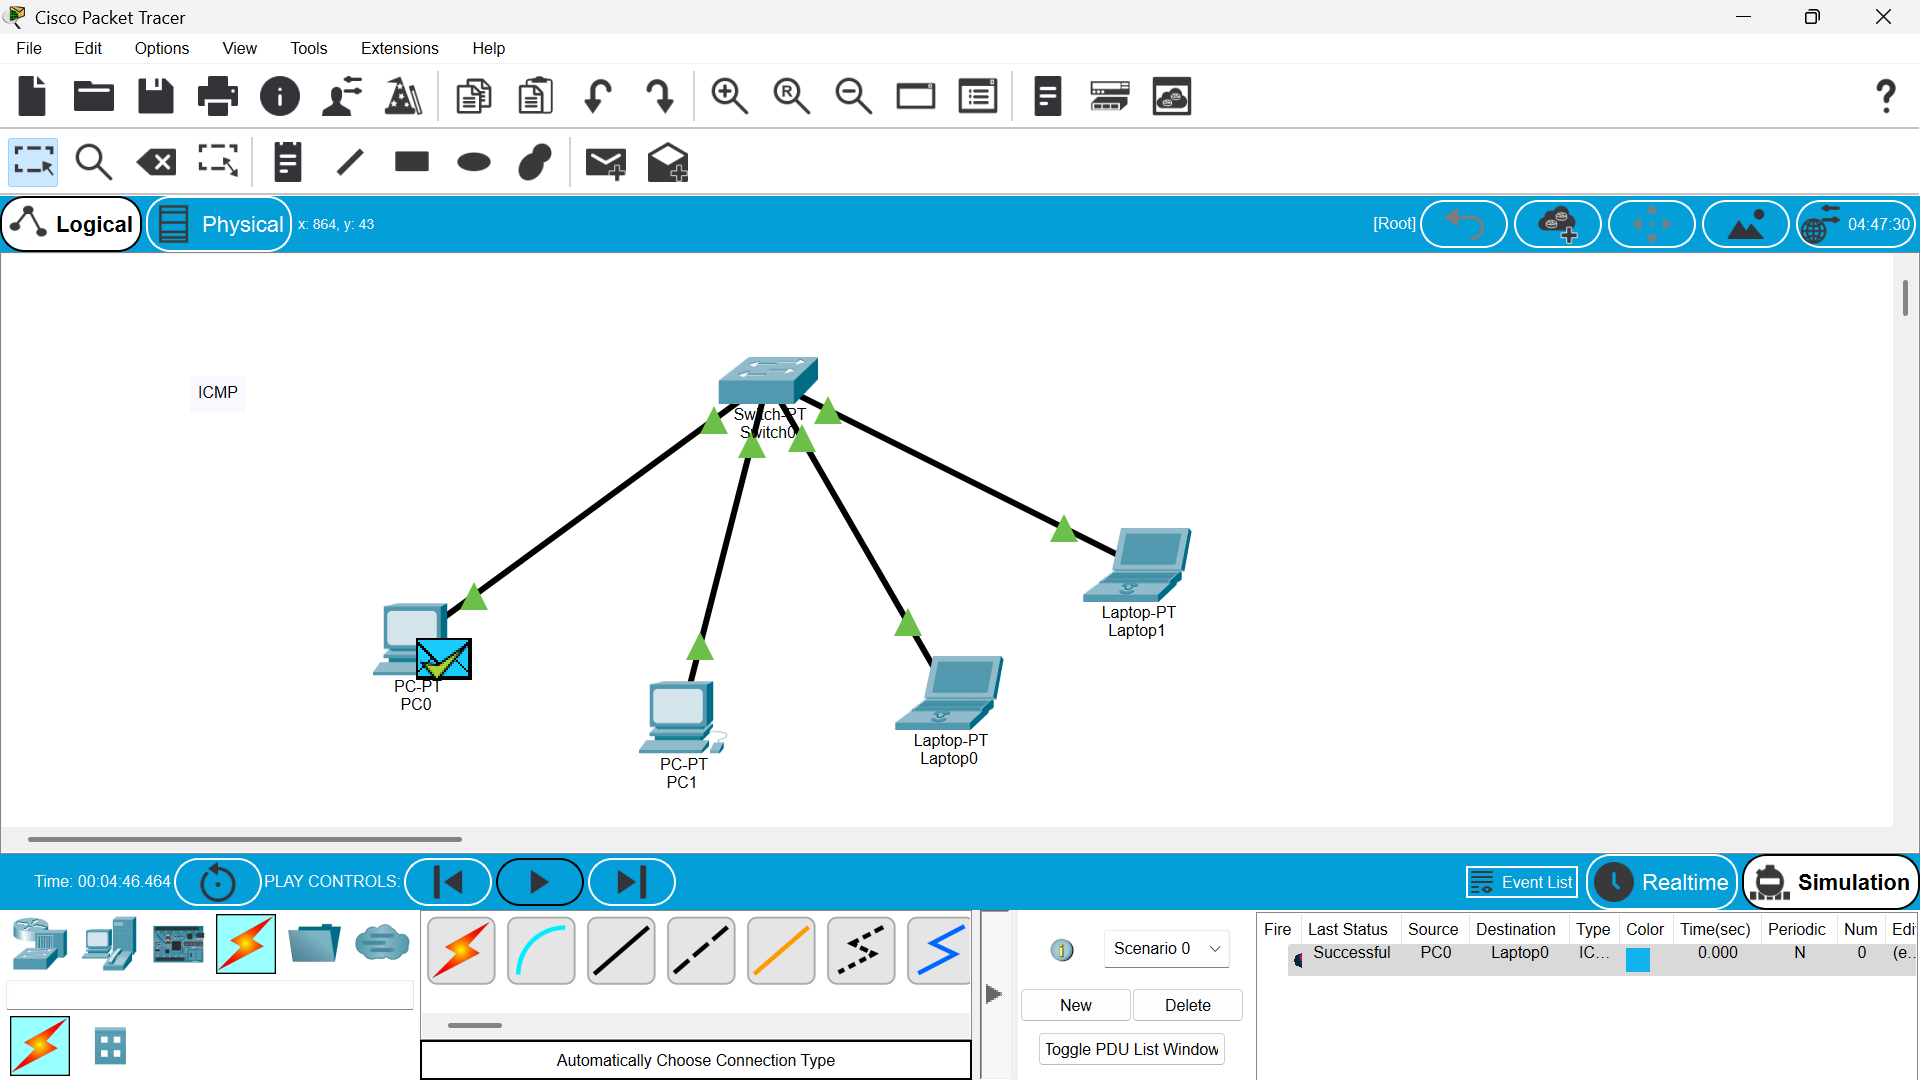 Cisco Packet Tracer
File Edit Options View Tools Extensions Help
Logical Physical x: 864, y: 43 [Root] 04:47:30
ICMP
Switch-PT
Switch0
Laptop-PT
Laptop1
PC-PT
PC0
Laptop-PT
Laptop0
PC-PT
PC1
Time: 00:04:46.464 PLAY CONTROLS: Event List Realtime Simulation
Fire Last Status Source Destination Type Color Time(sec) Periodic Num Edi
Scenario 0
Successful PC0 Laptop0 IC... 0.000 N 0 (e...
New Delete
Toggle PDU List Window
Automatically Choose Connection Type